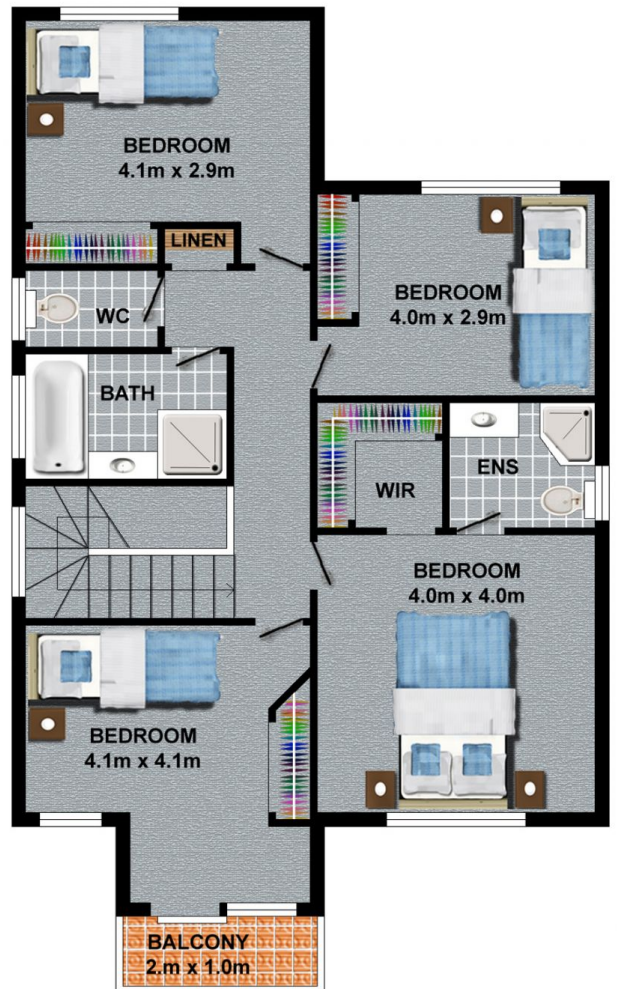 BEDROOM
4.1m x 2.9m
LINEN
BEDROOM
4.0m x 2.9m
WC
BATH
ENS
WIR
BEDROOM
4.0m x 4.0m
BEDROOM
4.1m x 4.1m
BALCONY
2.m x 1.0m